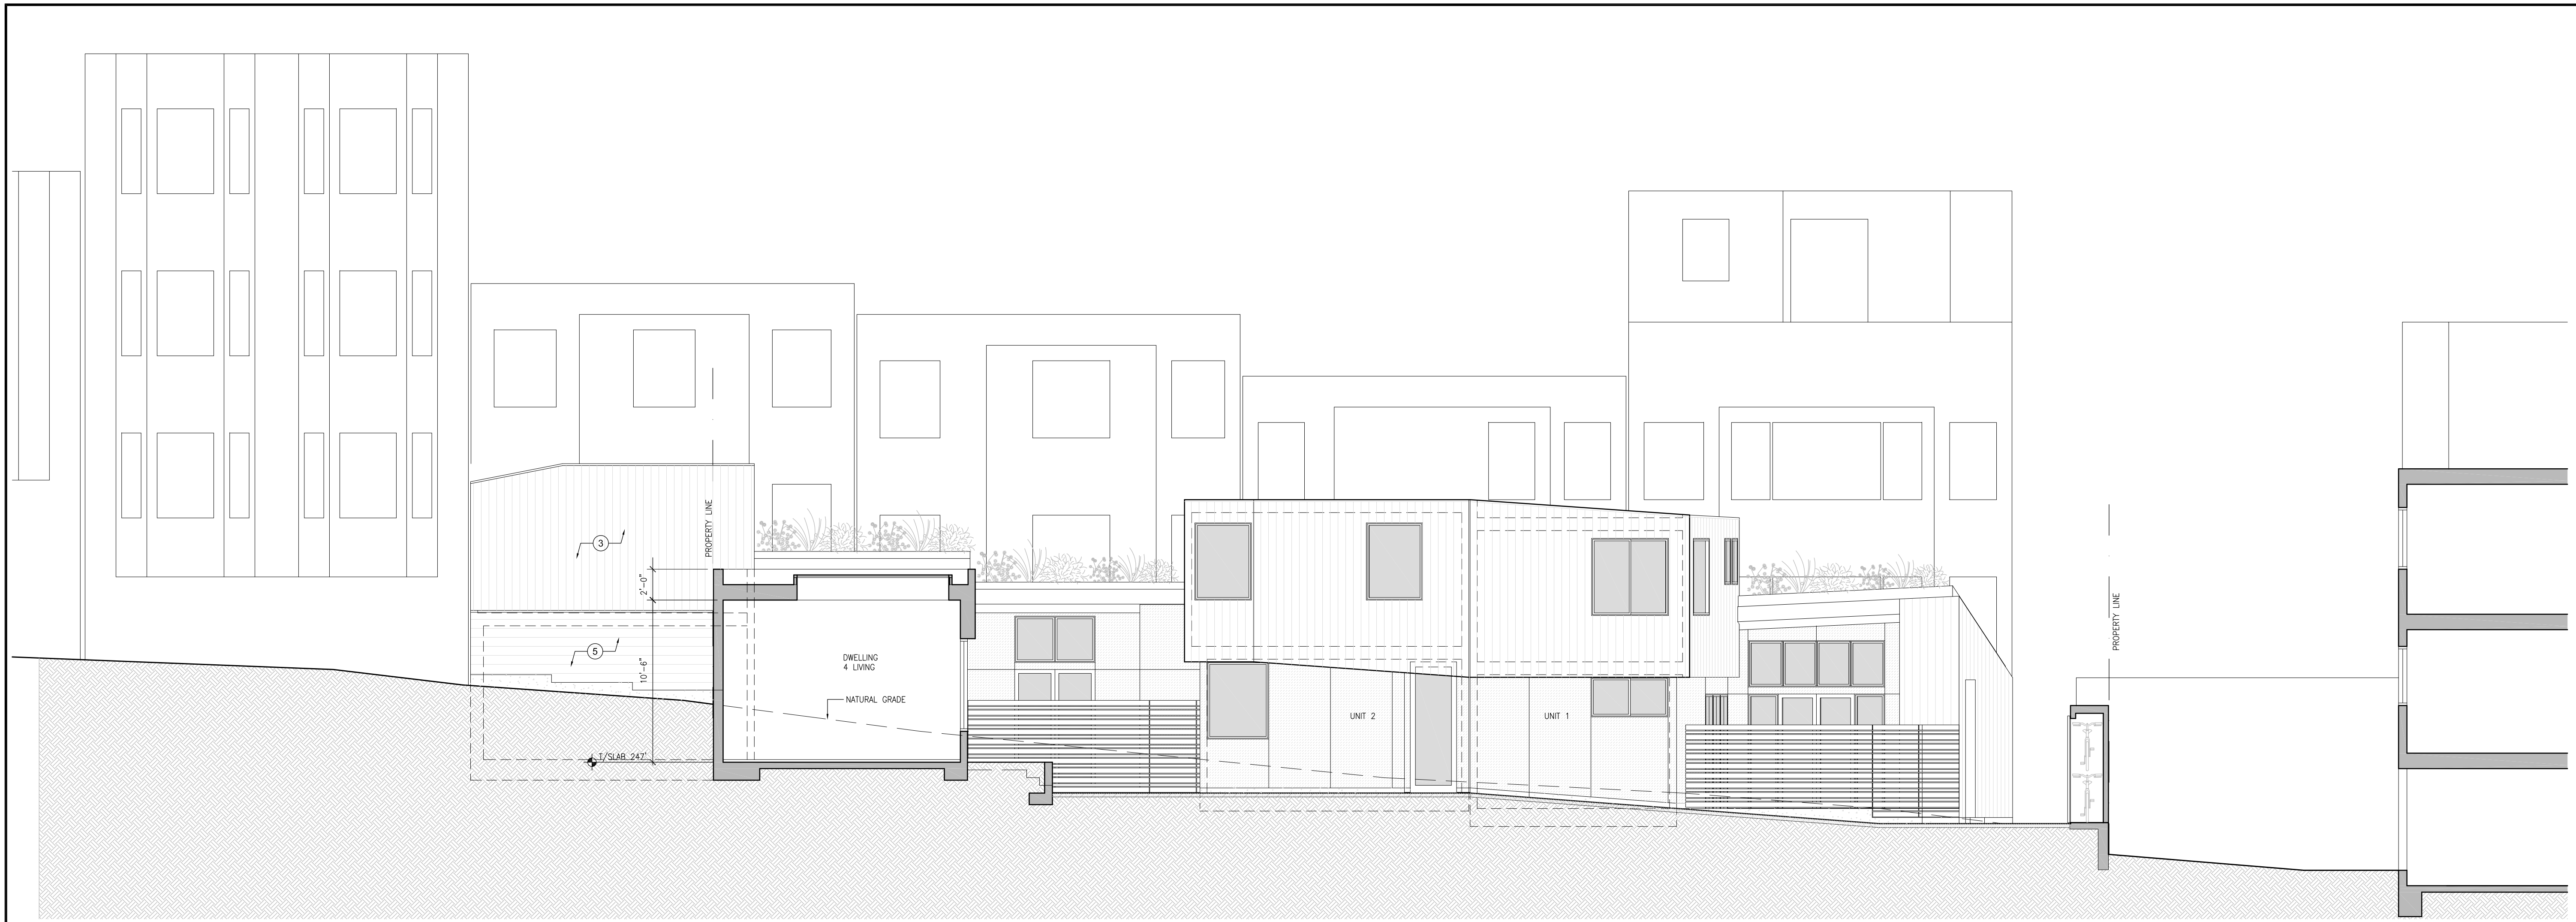 PROPERTY LINE
3
2'-0"
5
10'-6"
DWELLING
4 LIVING
NATURAL GRADE
T/SLAB 247'
UNIT 2
UNIT 1
PROPERTY LINE